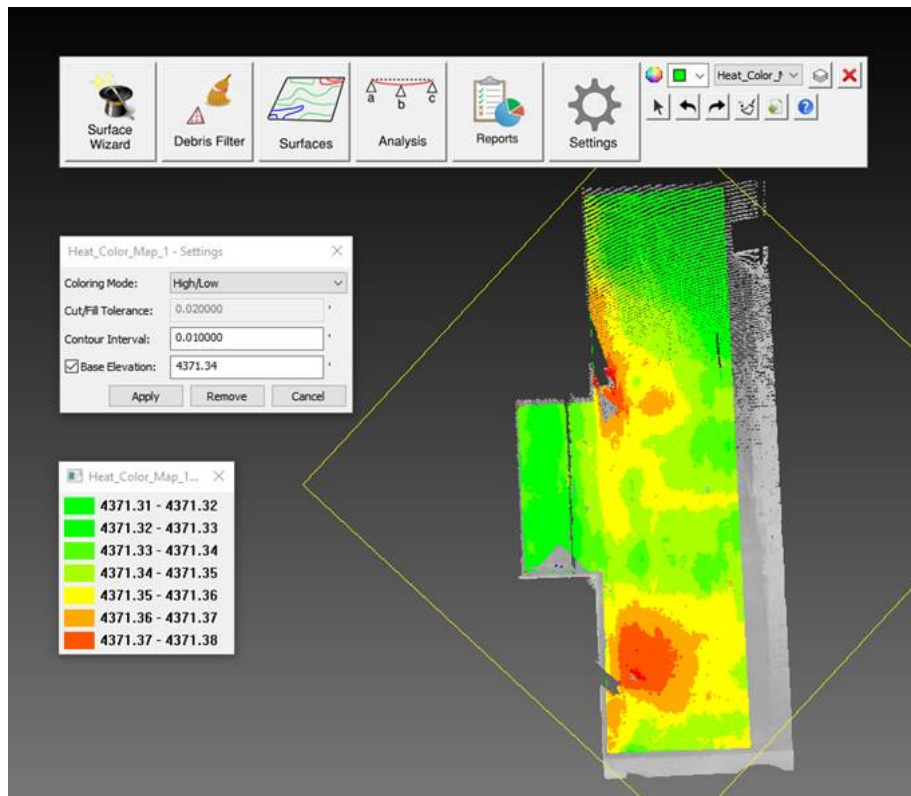 Surface
Wizard
Debris Filter
Surfaces
a b c
Analysis
Reports
Settings
Heat_Color_M
Heat_Color_Map_1 - Settings
Coloring Mode: High/Low
Cut/Fill Tolerance: 0.020000 '
Contour Interval: 0.010000 '
Base Elevation: 4371.34 '
Apply Remove Cancel
Heat_Color_Map_1...
4371.31 - 4371.32
4371.32 - 4371.33
4371.33 - 4371.34
4371.34 - 4371.35
4371.35 - 4371.36
4371.36 - 4371.37
4371.37 - 4371.38